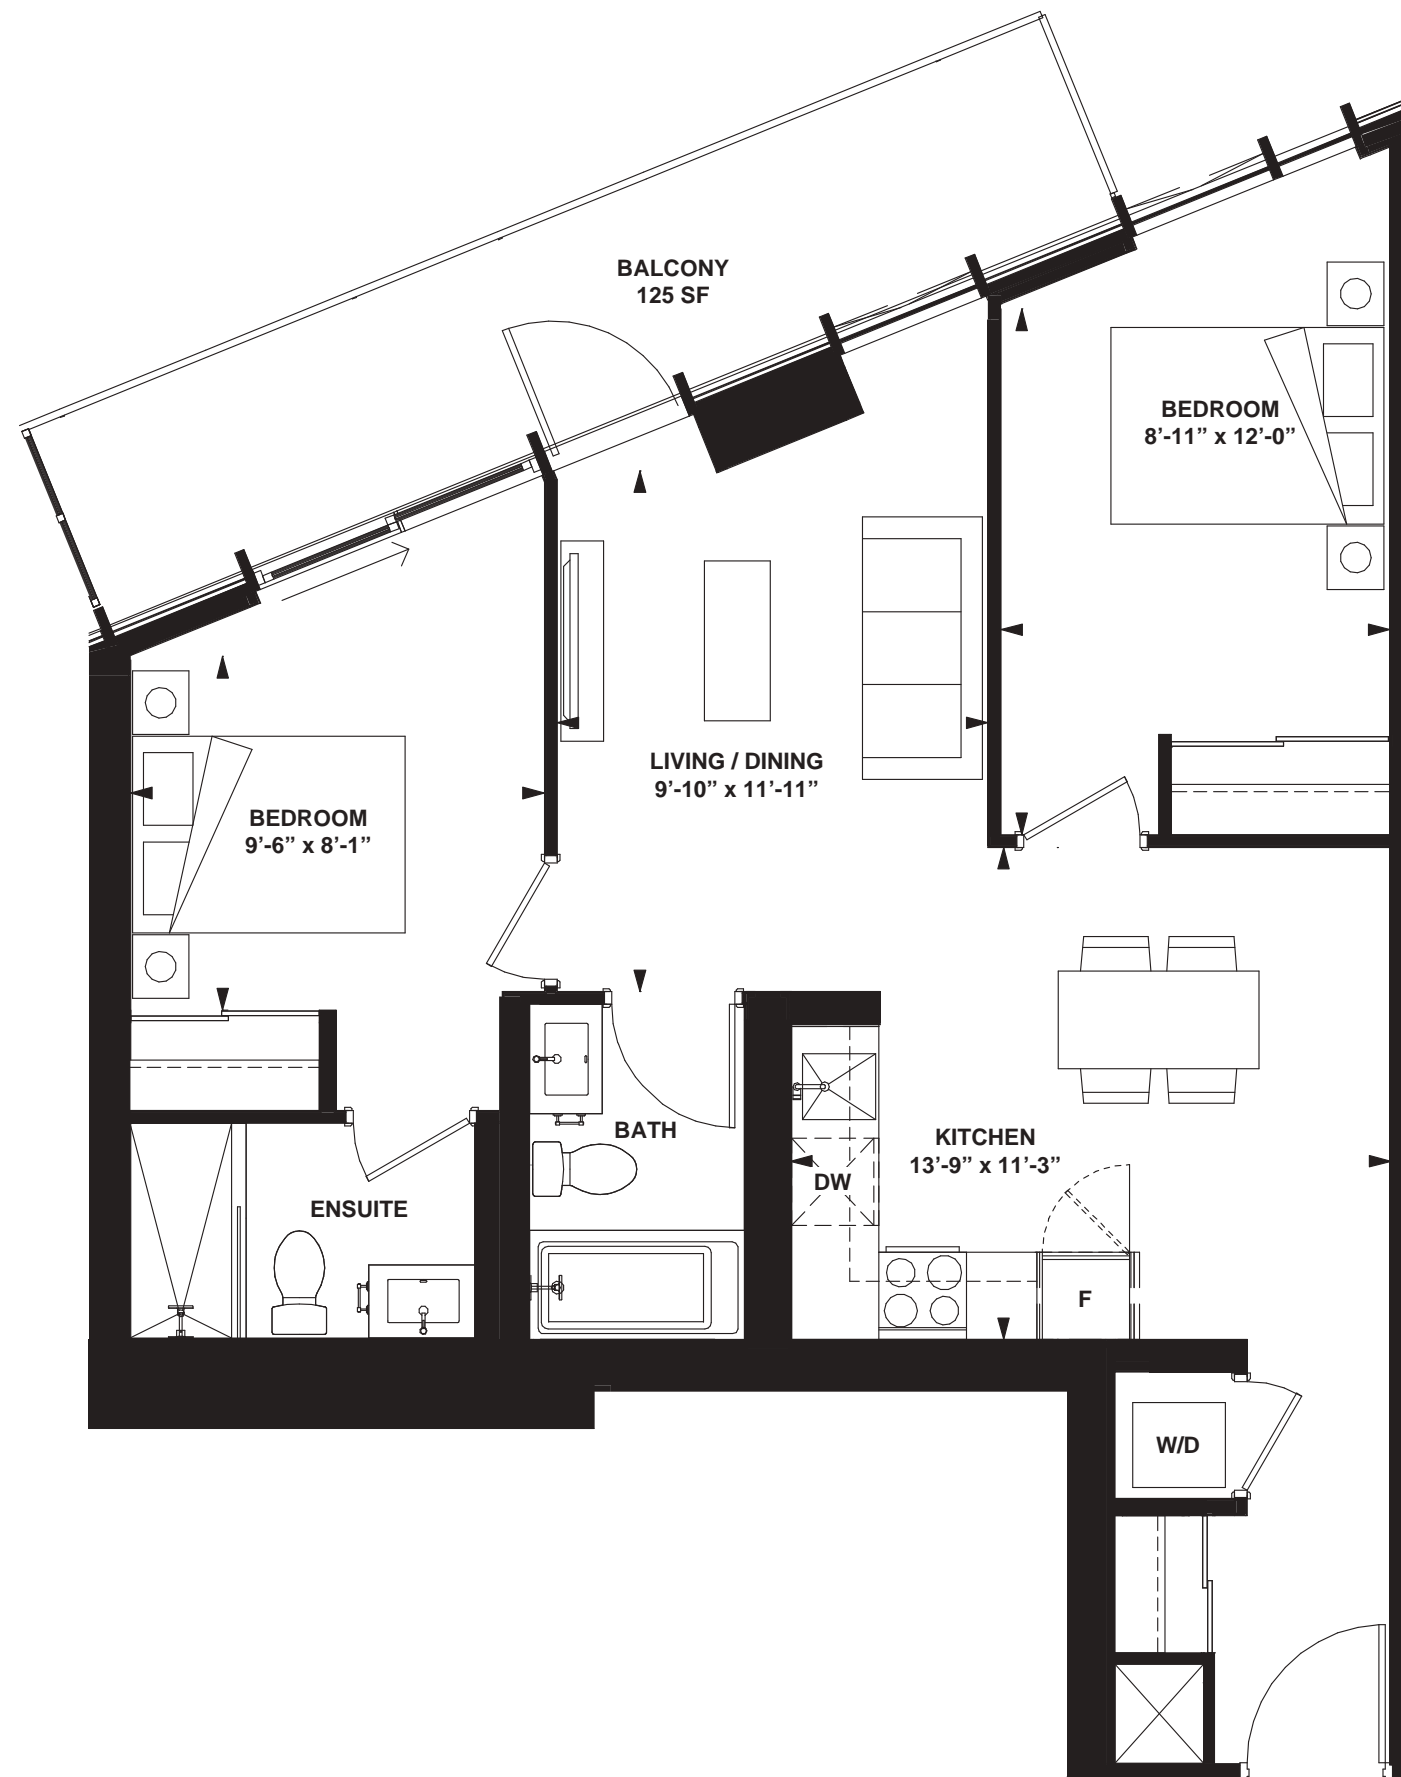 BALCONY
125 SF
BEDROOM
8’-11” x 12’-0”
LIVING / DINING
9’-10” x 11’-11”
BEDROOM
9’-6” x 8’-1”
BATH
KITCHEN
13’-9” x 11’-3”
DW
ENSUITE
F
W/D